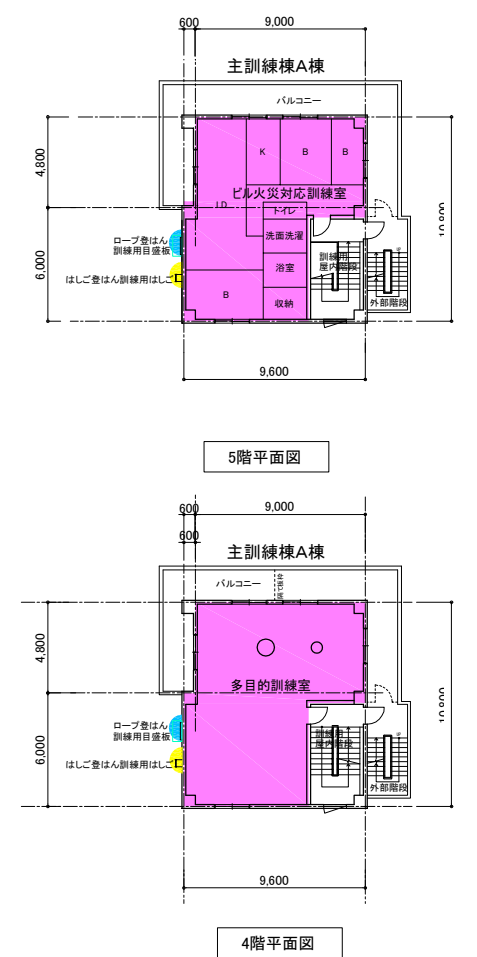 600
9,000
主訓練棟A棟
バルコニー
4,800
K
B
B
ビル火災対応訓練室
LD
トイレ
洗面洗濯
ロープ登はん
訓練用目盛板
訓練用
屋内階段
10,800
6,000
浴室
はしご登はん訓練用はしご
B
収納
外部階段
9,600
5階平面図
600
9,000
600
主訓練棟A棟
バルコニー
4,800
多目的訓練室
10,800
ロープ登はん
訓練用目盛板
訓練用
屋内階段
6,000
はしご登はん訓練用はしご
外部階段
9,600
4階平面図